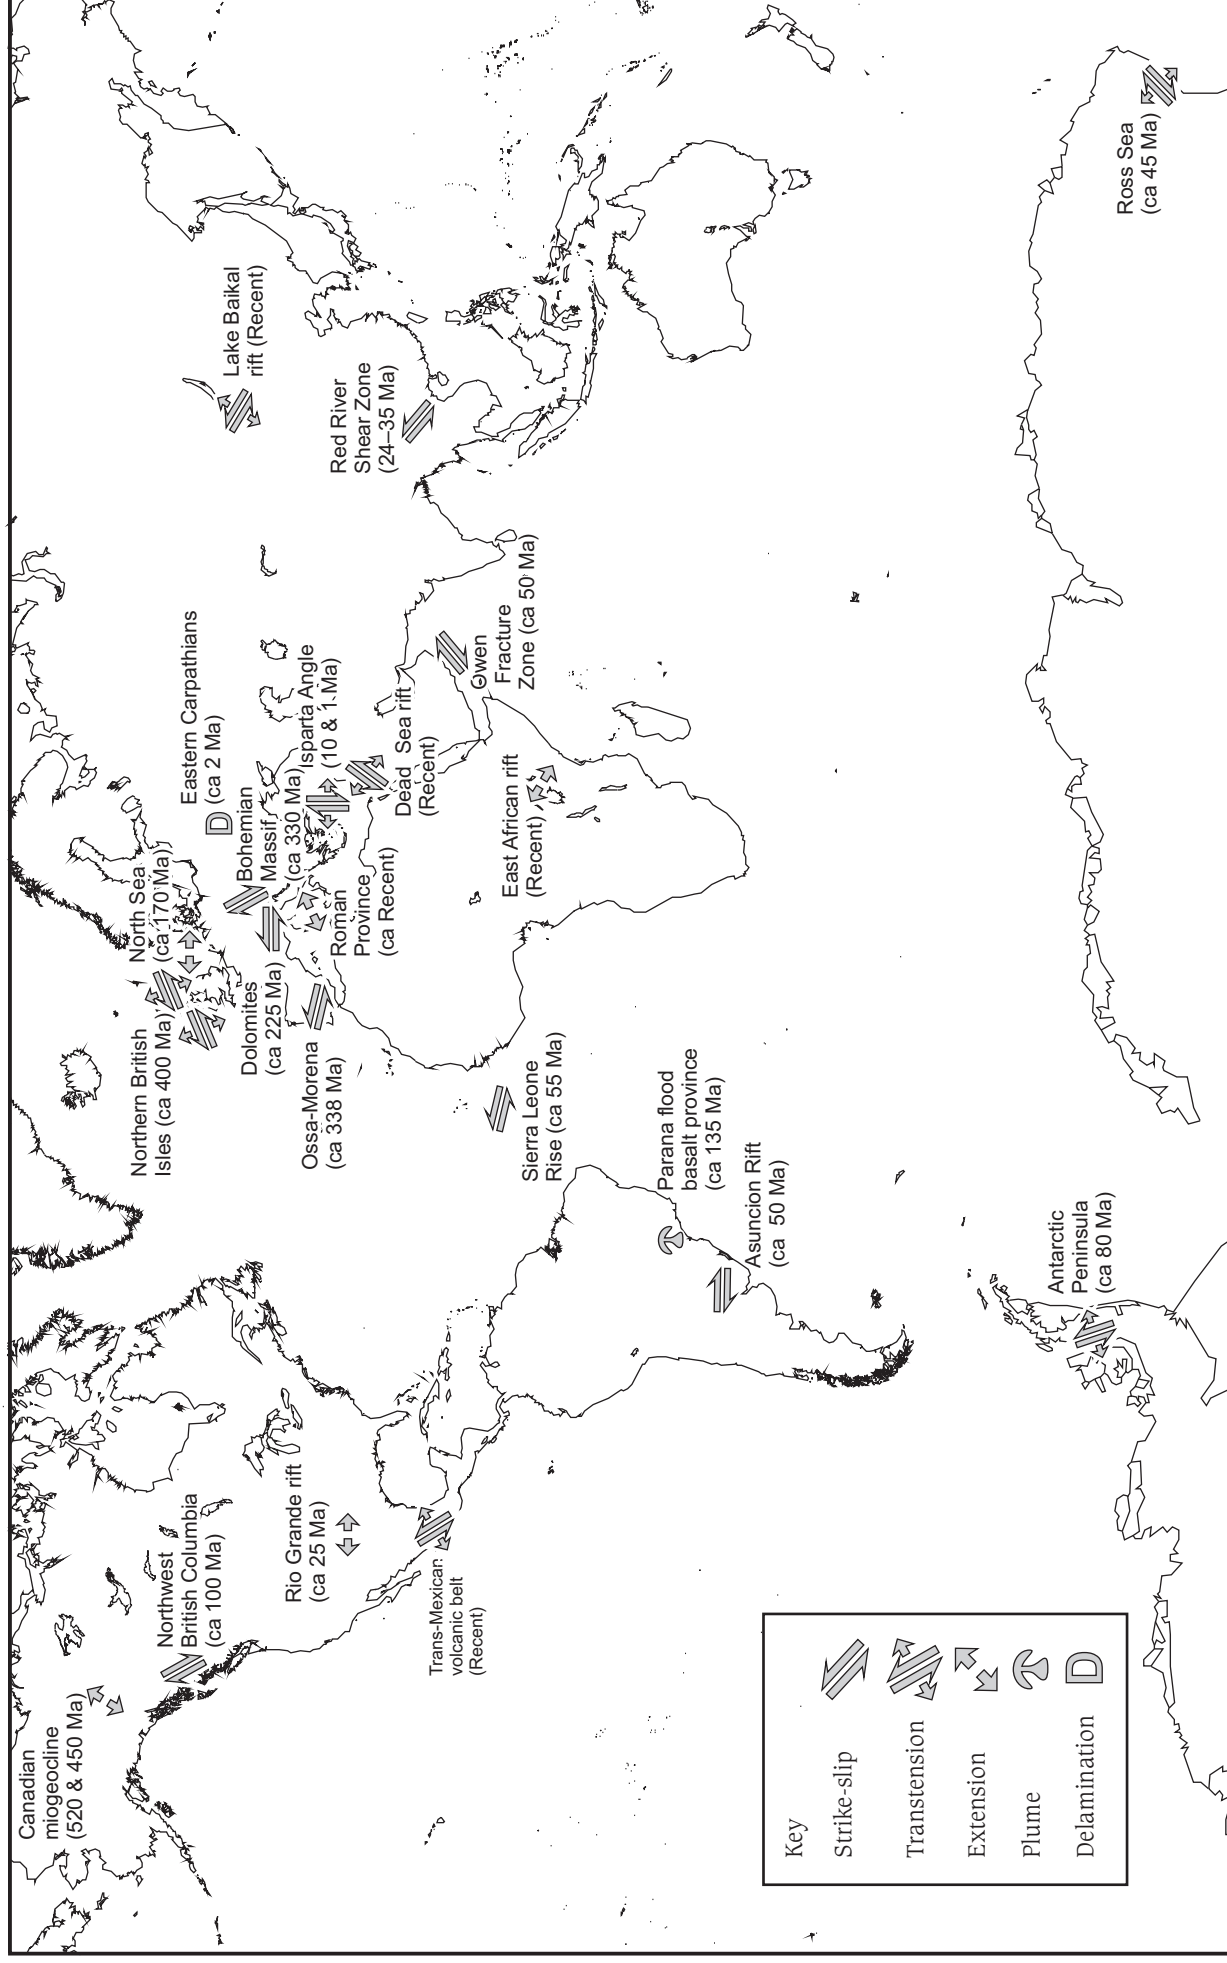 Canadian
miogeocline
(520 & 450 Ma)
Northwest
British Columbia
(ca 100 Ma)
Rio Grande rift
(ca 25 Ma)
Trans-Mexican
volcanic belt
(Recent)
Northern British
Isles (ca 400 Ma)
North Sea
(ca 170 Ma)
Dolomites
(ca 225 Ma)
Ossa-Morena
(ca 338 Ma)
Eastern Carpathians
(ca 2 Ma)
D
Bohemian
Massif
(ca 330 Ma)
Isparta Angle
(10 & 1 Ma)
Roman
Province
(ca Recent)
Dead Sea rift
(Recent)
East African rift
(Recent)
Owen
Fracture
Zone (ca 50 Ma)
Lake Baikal
rift (Recent)
Red River
Shear Zone
(24–35 Ma)
Sierra Leone
Rise (ca 55 Ma)
Parana flood
basalt province
(ca 135 Ma)
Asuncion Rift
(ca 50 Ma)
Antarctic
Peninsula
(ca 80 Ma)
Ross Sea
(ca 45 Ma)
Key
Strike-slip
Transtension
Extension
Plume
Delamination D